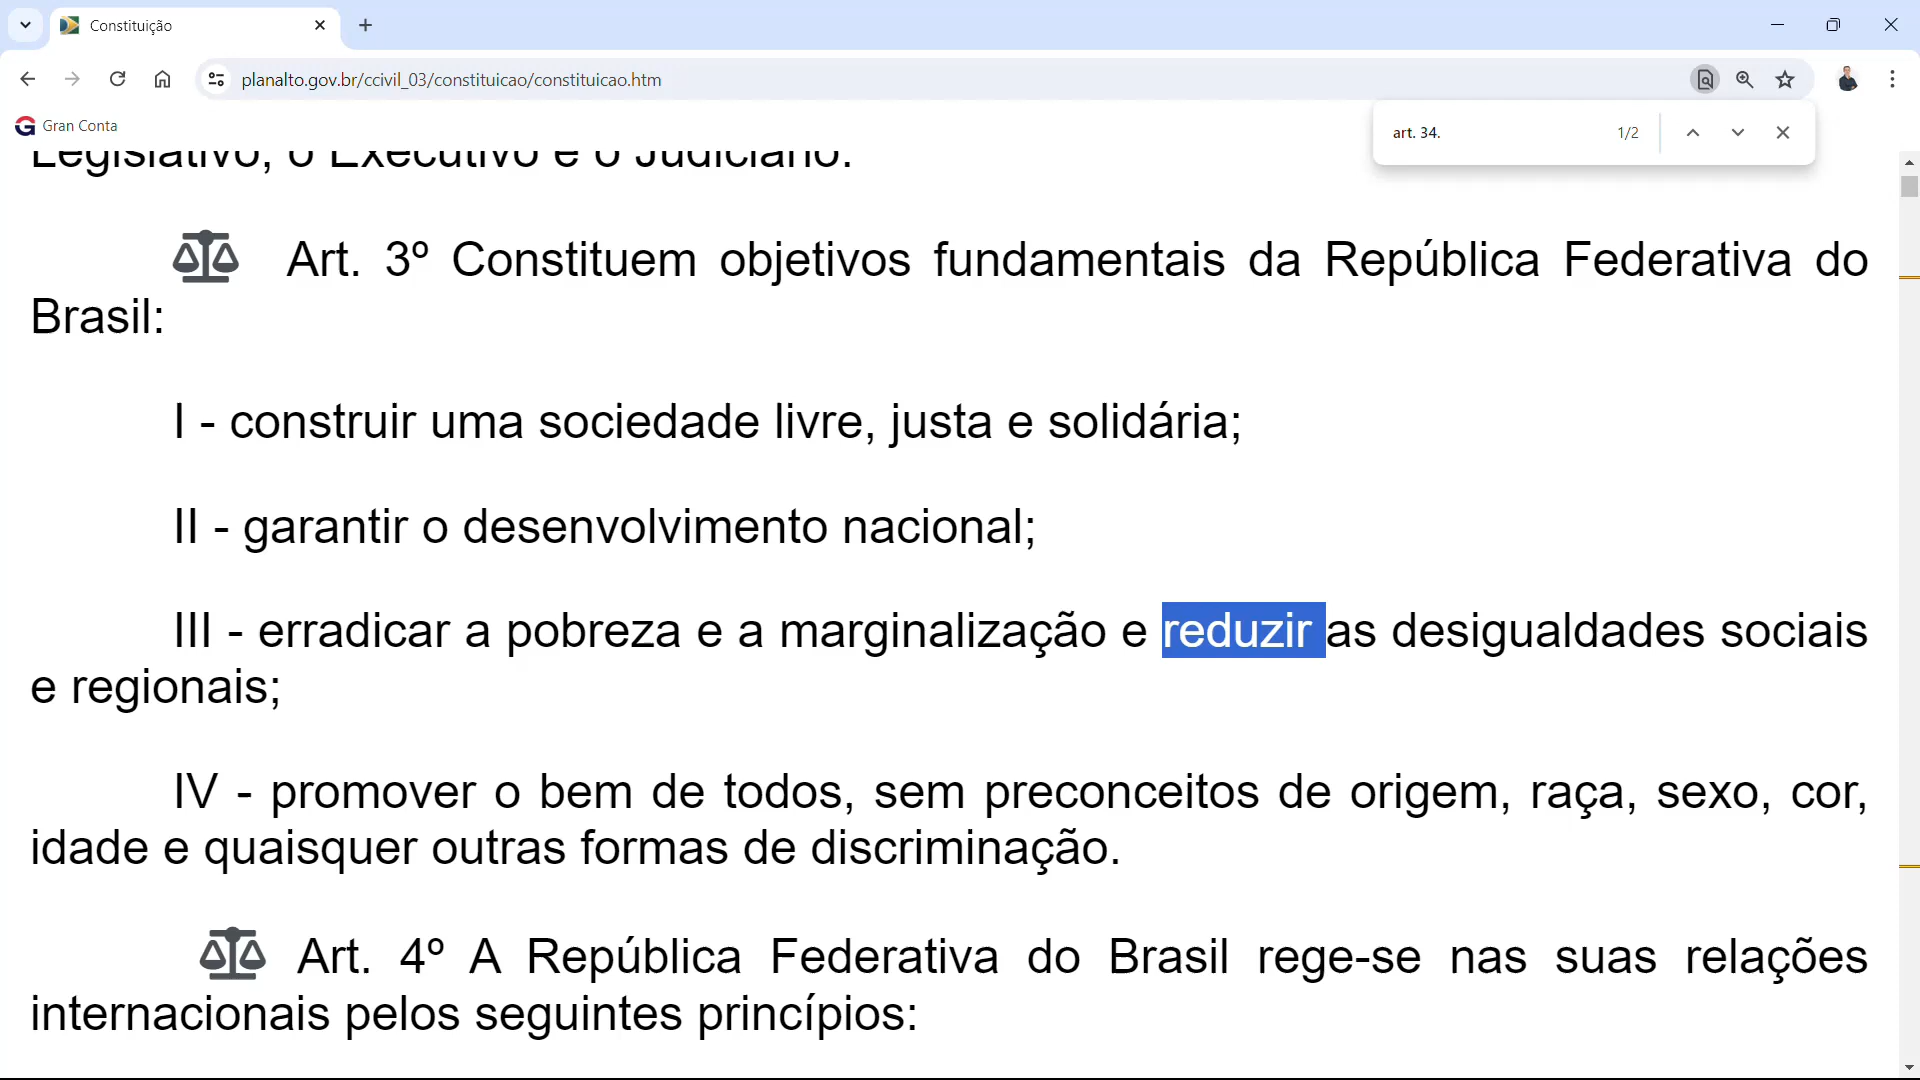 Constituição
planalto.gov.br/ccivil_03/constituicao/constituicao.htm
Gran Conta
art. 34.
1/2
Legislativo, o Executivo e o Judiciário.
Art. 3º Constituem objetivos fundamentais da República Federativa do
Brasil:
I - construir uma sociedade livre, justa e solidária;
II - garantir o desenvolvimento nacional;
III - erradicar a pobreza e a marginalização e reduzir as desigualdades sociais
e regionais;
IV - promover o bem de todos, sem preconceitos de origem, raça, sexo, cor,
idade e quaisquer outras formas de discriminação.
Art. 4º A República Federativa do Brasil rege-se nas suas relações
internacionais pelos seguintes princípios: